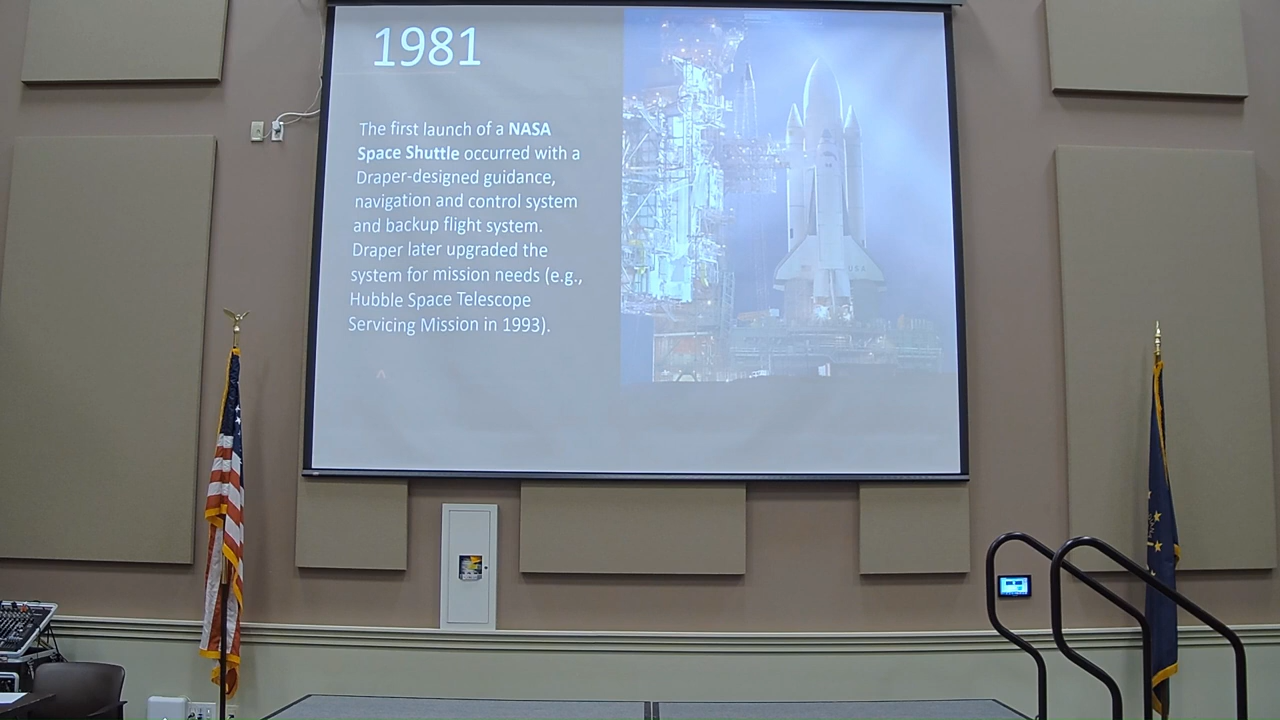 1981
The first launch of a NASA
Space Shuttle occurred with a
Draper-designed guidance,
navigation and control system
and backup flight system.
Draper later upgraded the
system for mission needs (e.g.,
Hubble Space Telescope
Servicing Mission in 1993).
USA